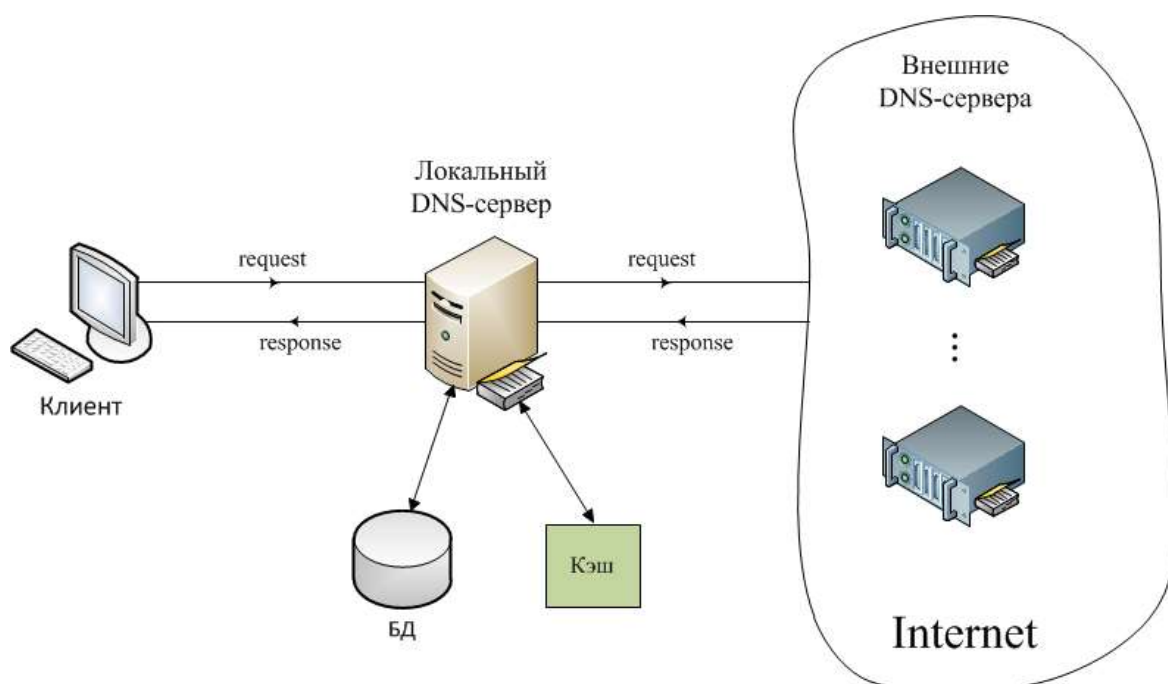 Внешние
DNS-сервера
Локальный
DNS-сервер
request
request
response
response
Клиент
Кэш
БД
Internet